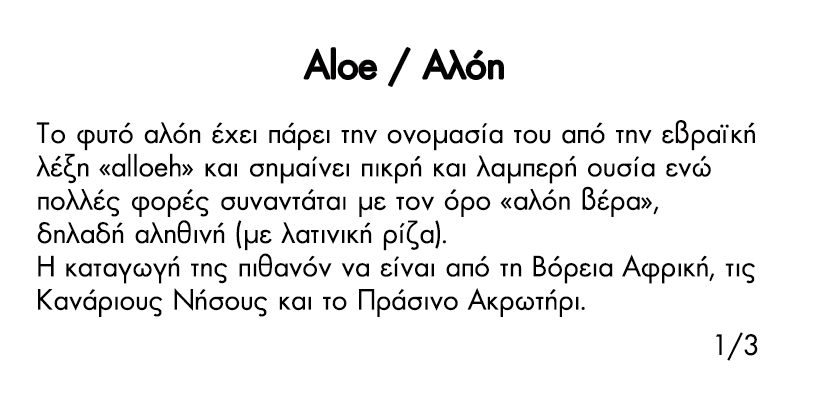 Aloe / Αλόη
Το φυτό αλόη έχει πάρει την ονομασία του από την εβραϊκή
λέξη «alloeh» και σημαίνει πικρή και λαμπερή ουσία ενώ
πολλές φορές συναντάται με τον όρο «αλόη βέρα»,
δηλαδή αληθινή (με λατινική ρίζα).
Η καταγωγή της πιθανόν να είναι από τη Βόρεια Αφρική, τις
Κανάριους Νήσους και το Πράσινο Ακρωτήρι.
1/3